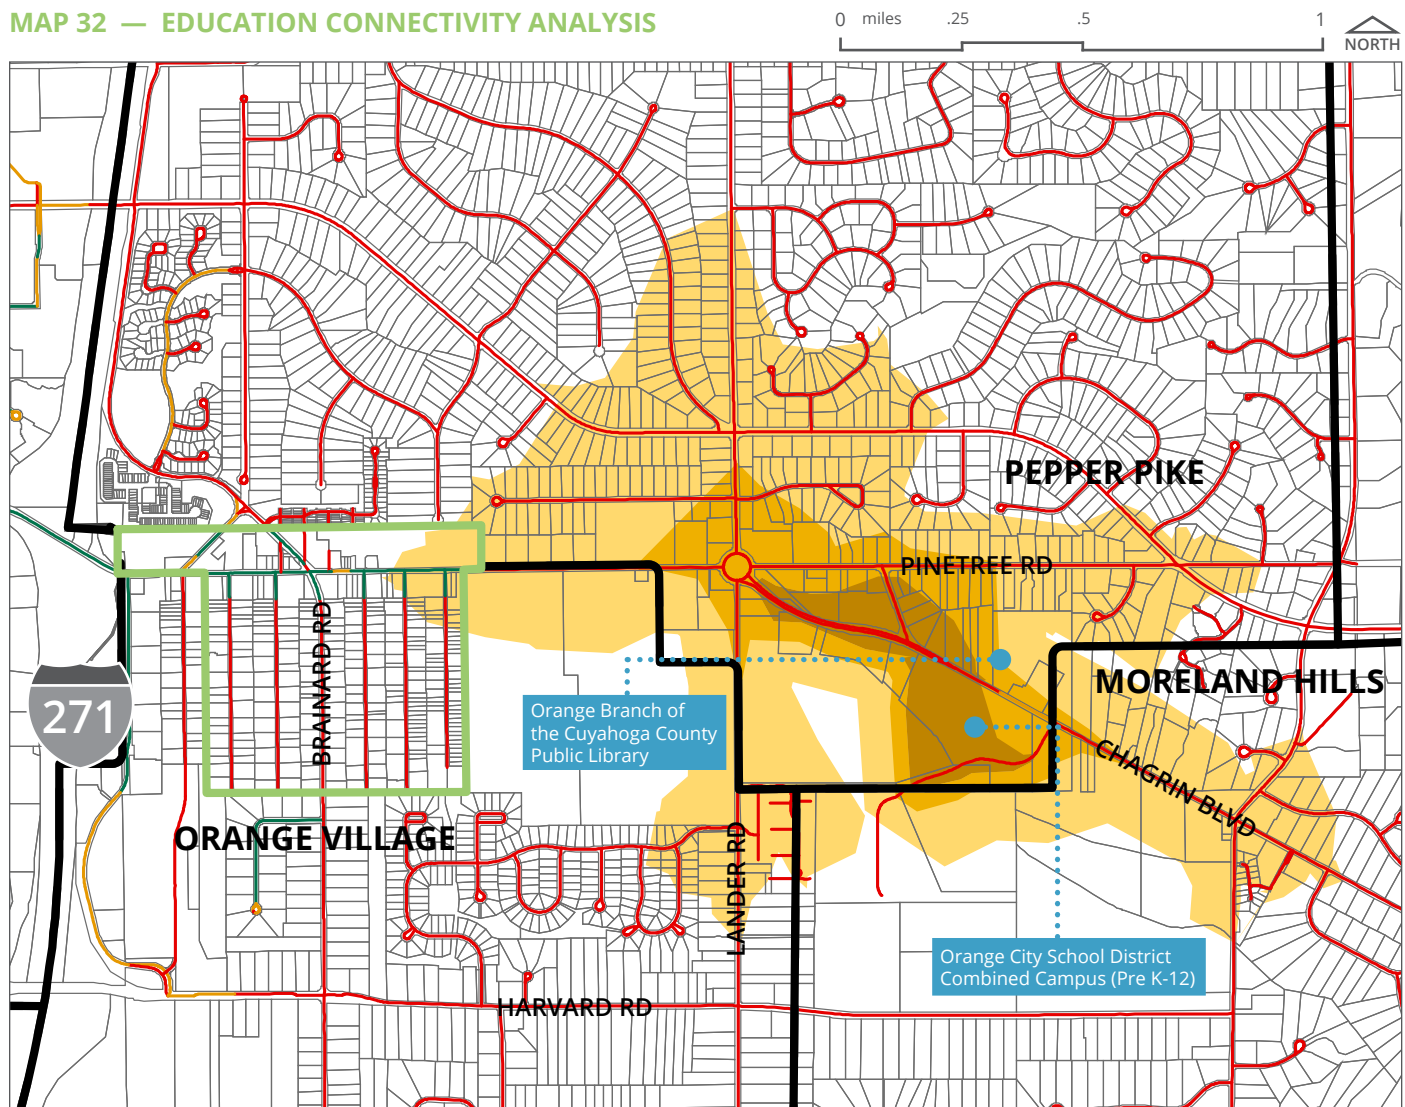 MAP 32 — EDUCATION CONNECTIVITY ANALYSIS
0 miles .25 .5 1
NORTH
PEPPER PIKE
PINETREE RD
BRAINARD RD
MORELAND HILLS
271
Orange Branch of
the Cuyahoga County
Public Library
CHAGRIN BLVD
ORANGE VILLAGE
LANDER RD
Orange City School District
Combined Campus (Pre K-12)
HARVARD RD